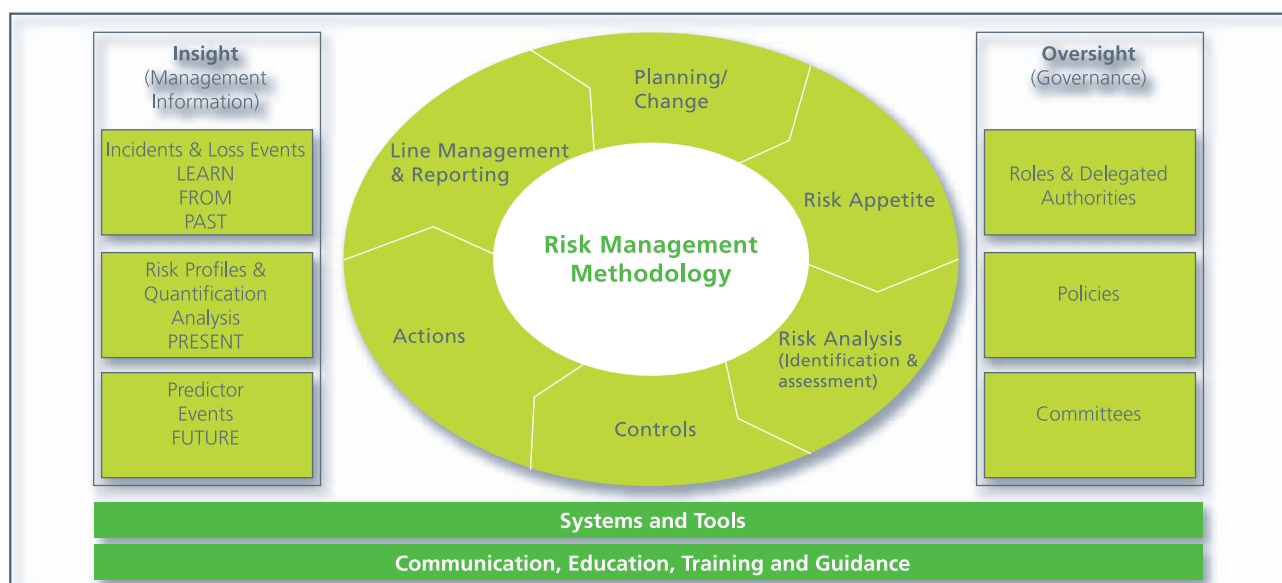 Insight
(Management
Information)
Incidents & Loss Events
LEARN
FROM
PAST
Risk Profiles &
Quantification
Analysis
PRESENT
Predictor
Events
FUTURE
Planning/
Change
Line Management
& Reporting
Risk Appetite
Risk Management
Methodology
Actions
Risk Analysis
(Identification &
assessment)
Controls
Oversight
(Governance)
Roles & Delegated
Authorities
Policies
Committees
Systems and Tools
Communication, Education, Training and Guidance